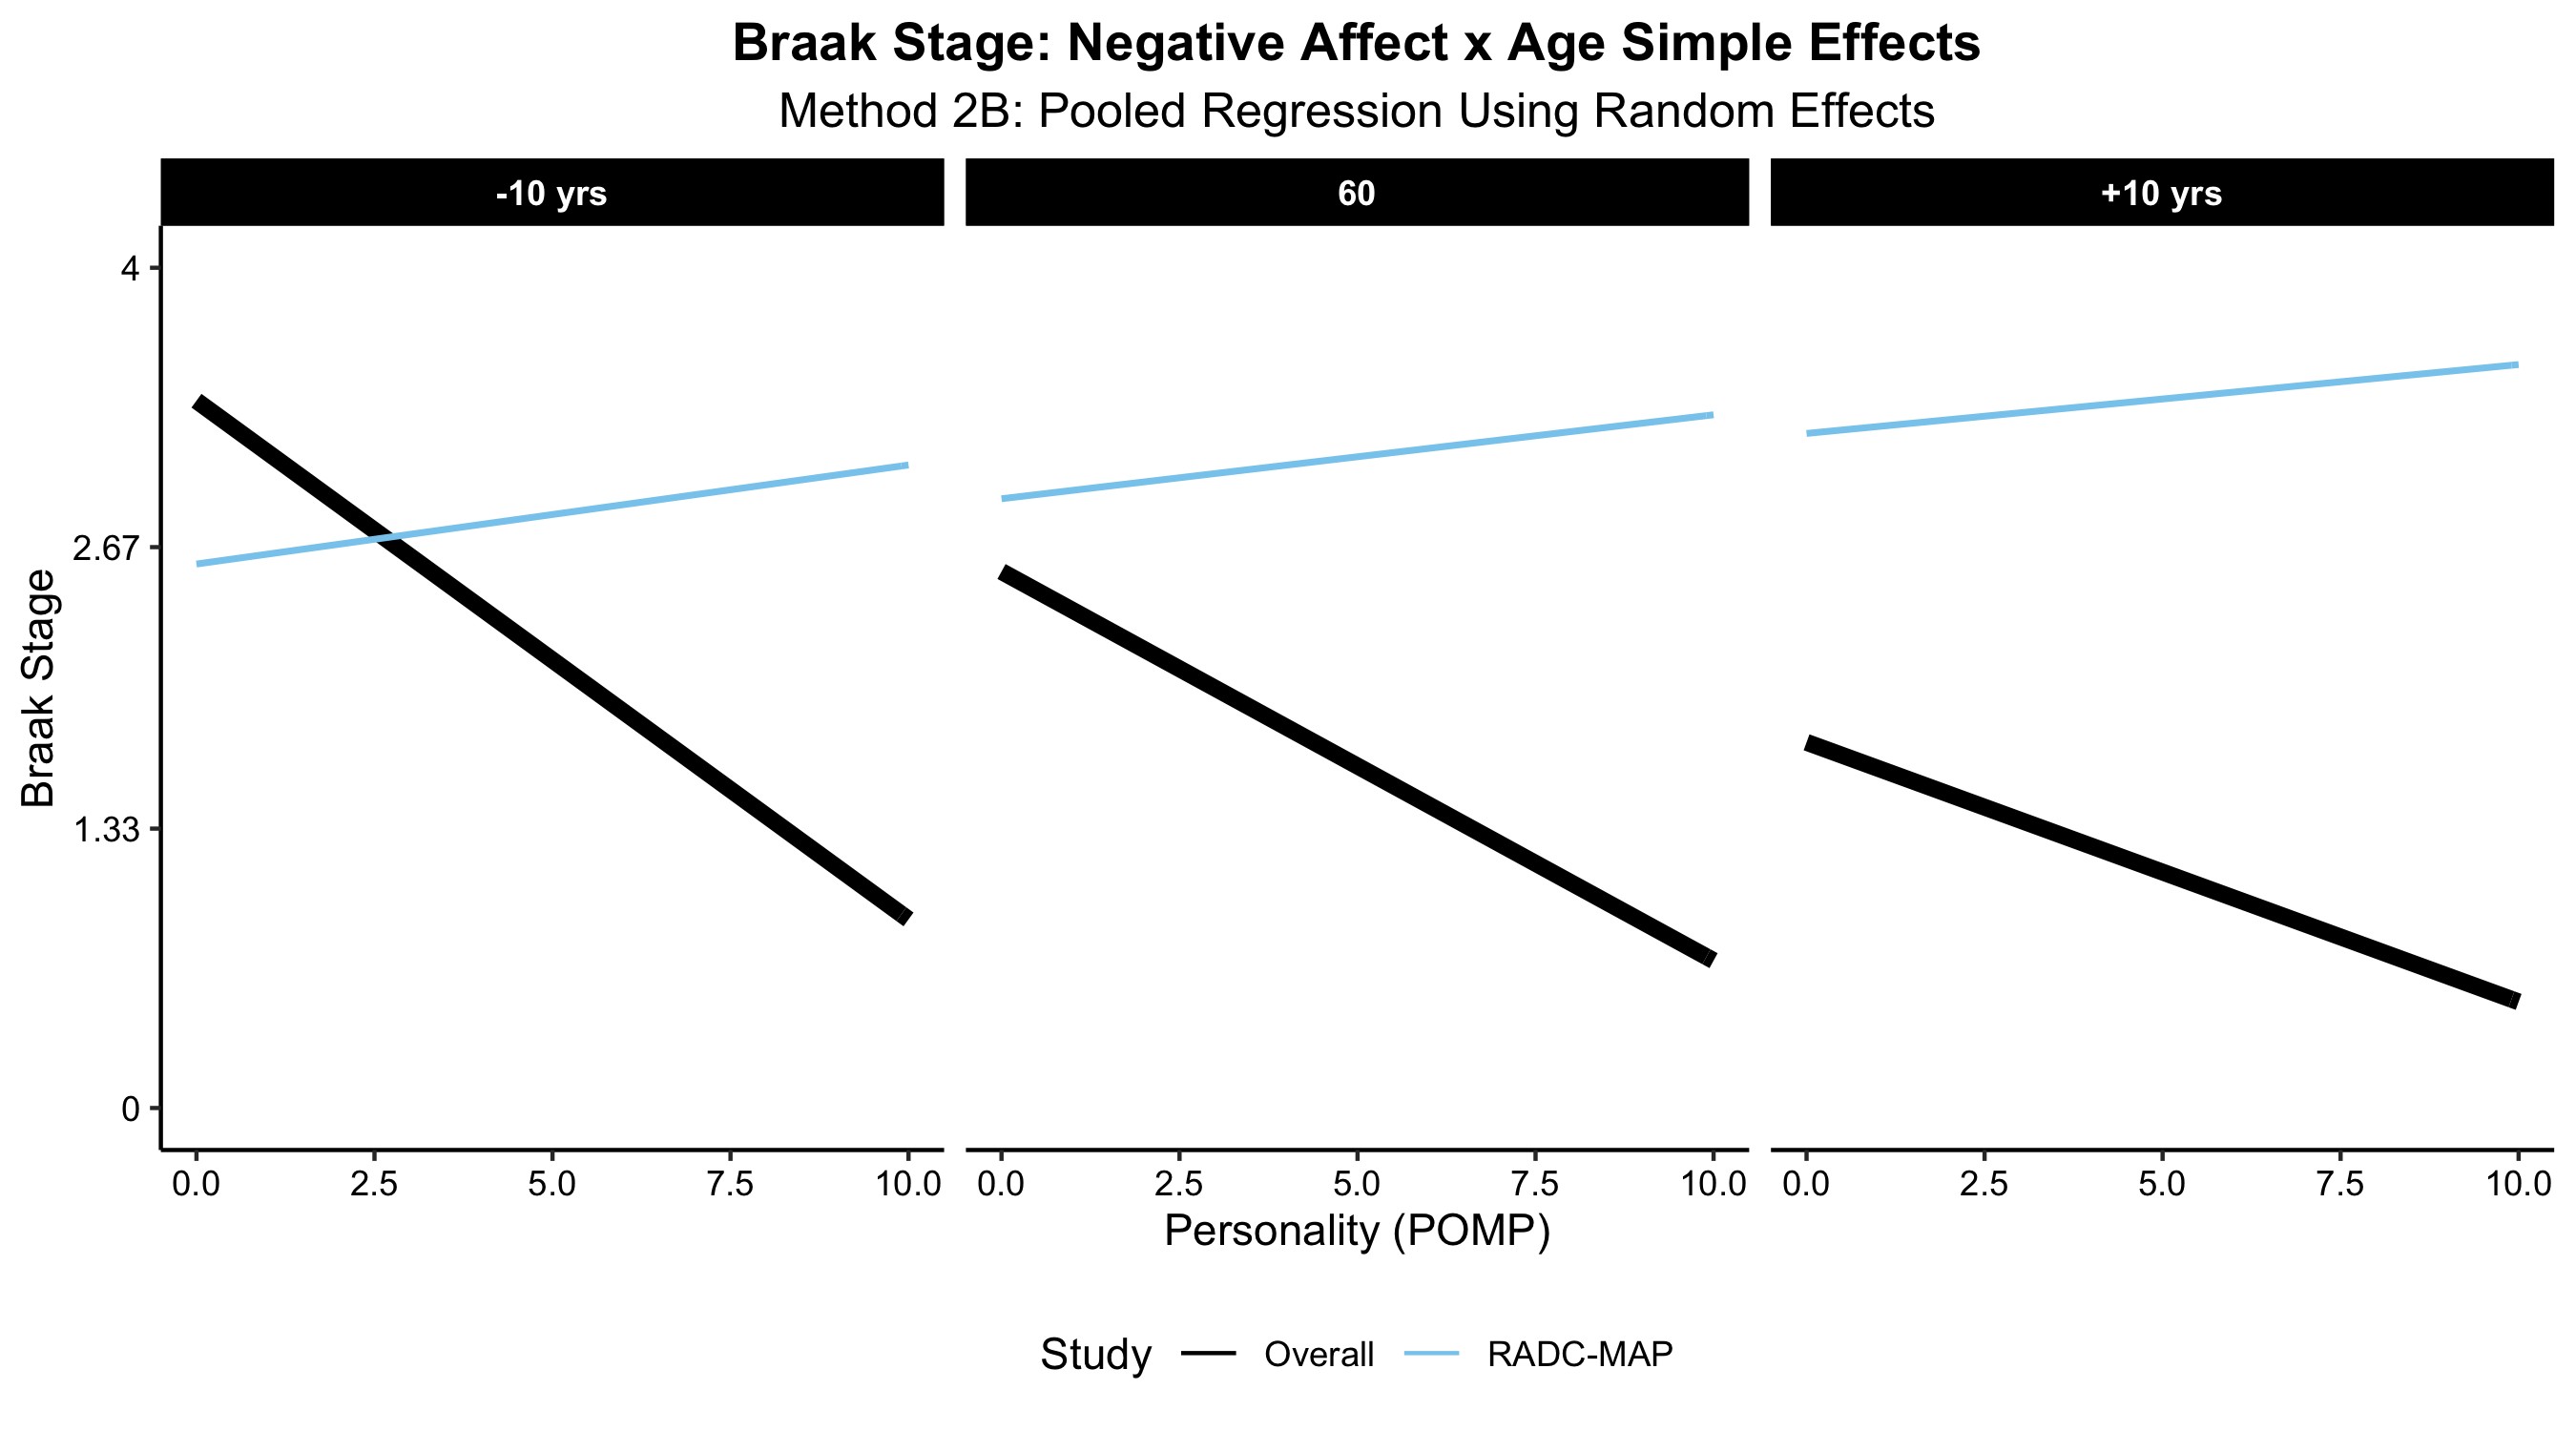 Braak Stage: Negative Affect x Age Simple Effects
Method 2B: Pooled Regression Using Random Effects
-10 yrs 60 +10 yrs
4
2.67
1.33
0
Braak Stage
0.0 2.5 5.0 7.5 10.0 0.0 2.5 5.0 7.5 10.0 0.0 2.5 5.0 7.5 10.0
Personality (POMP)
Study Overall RADC-MAP